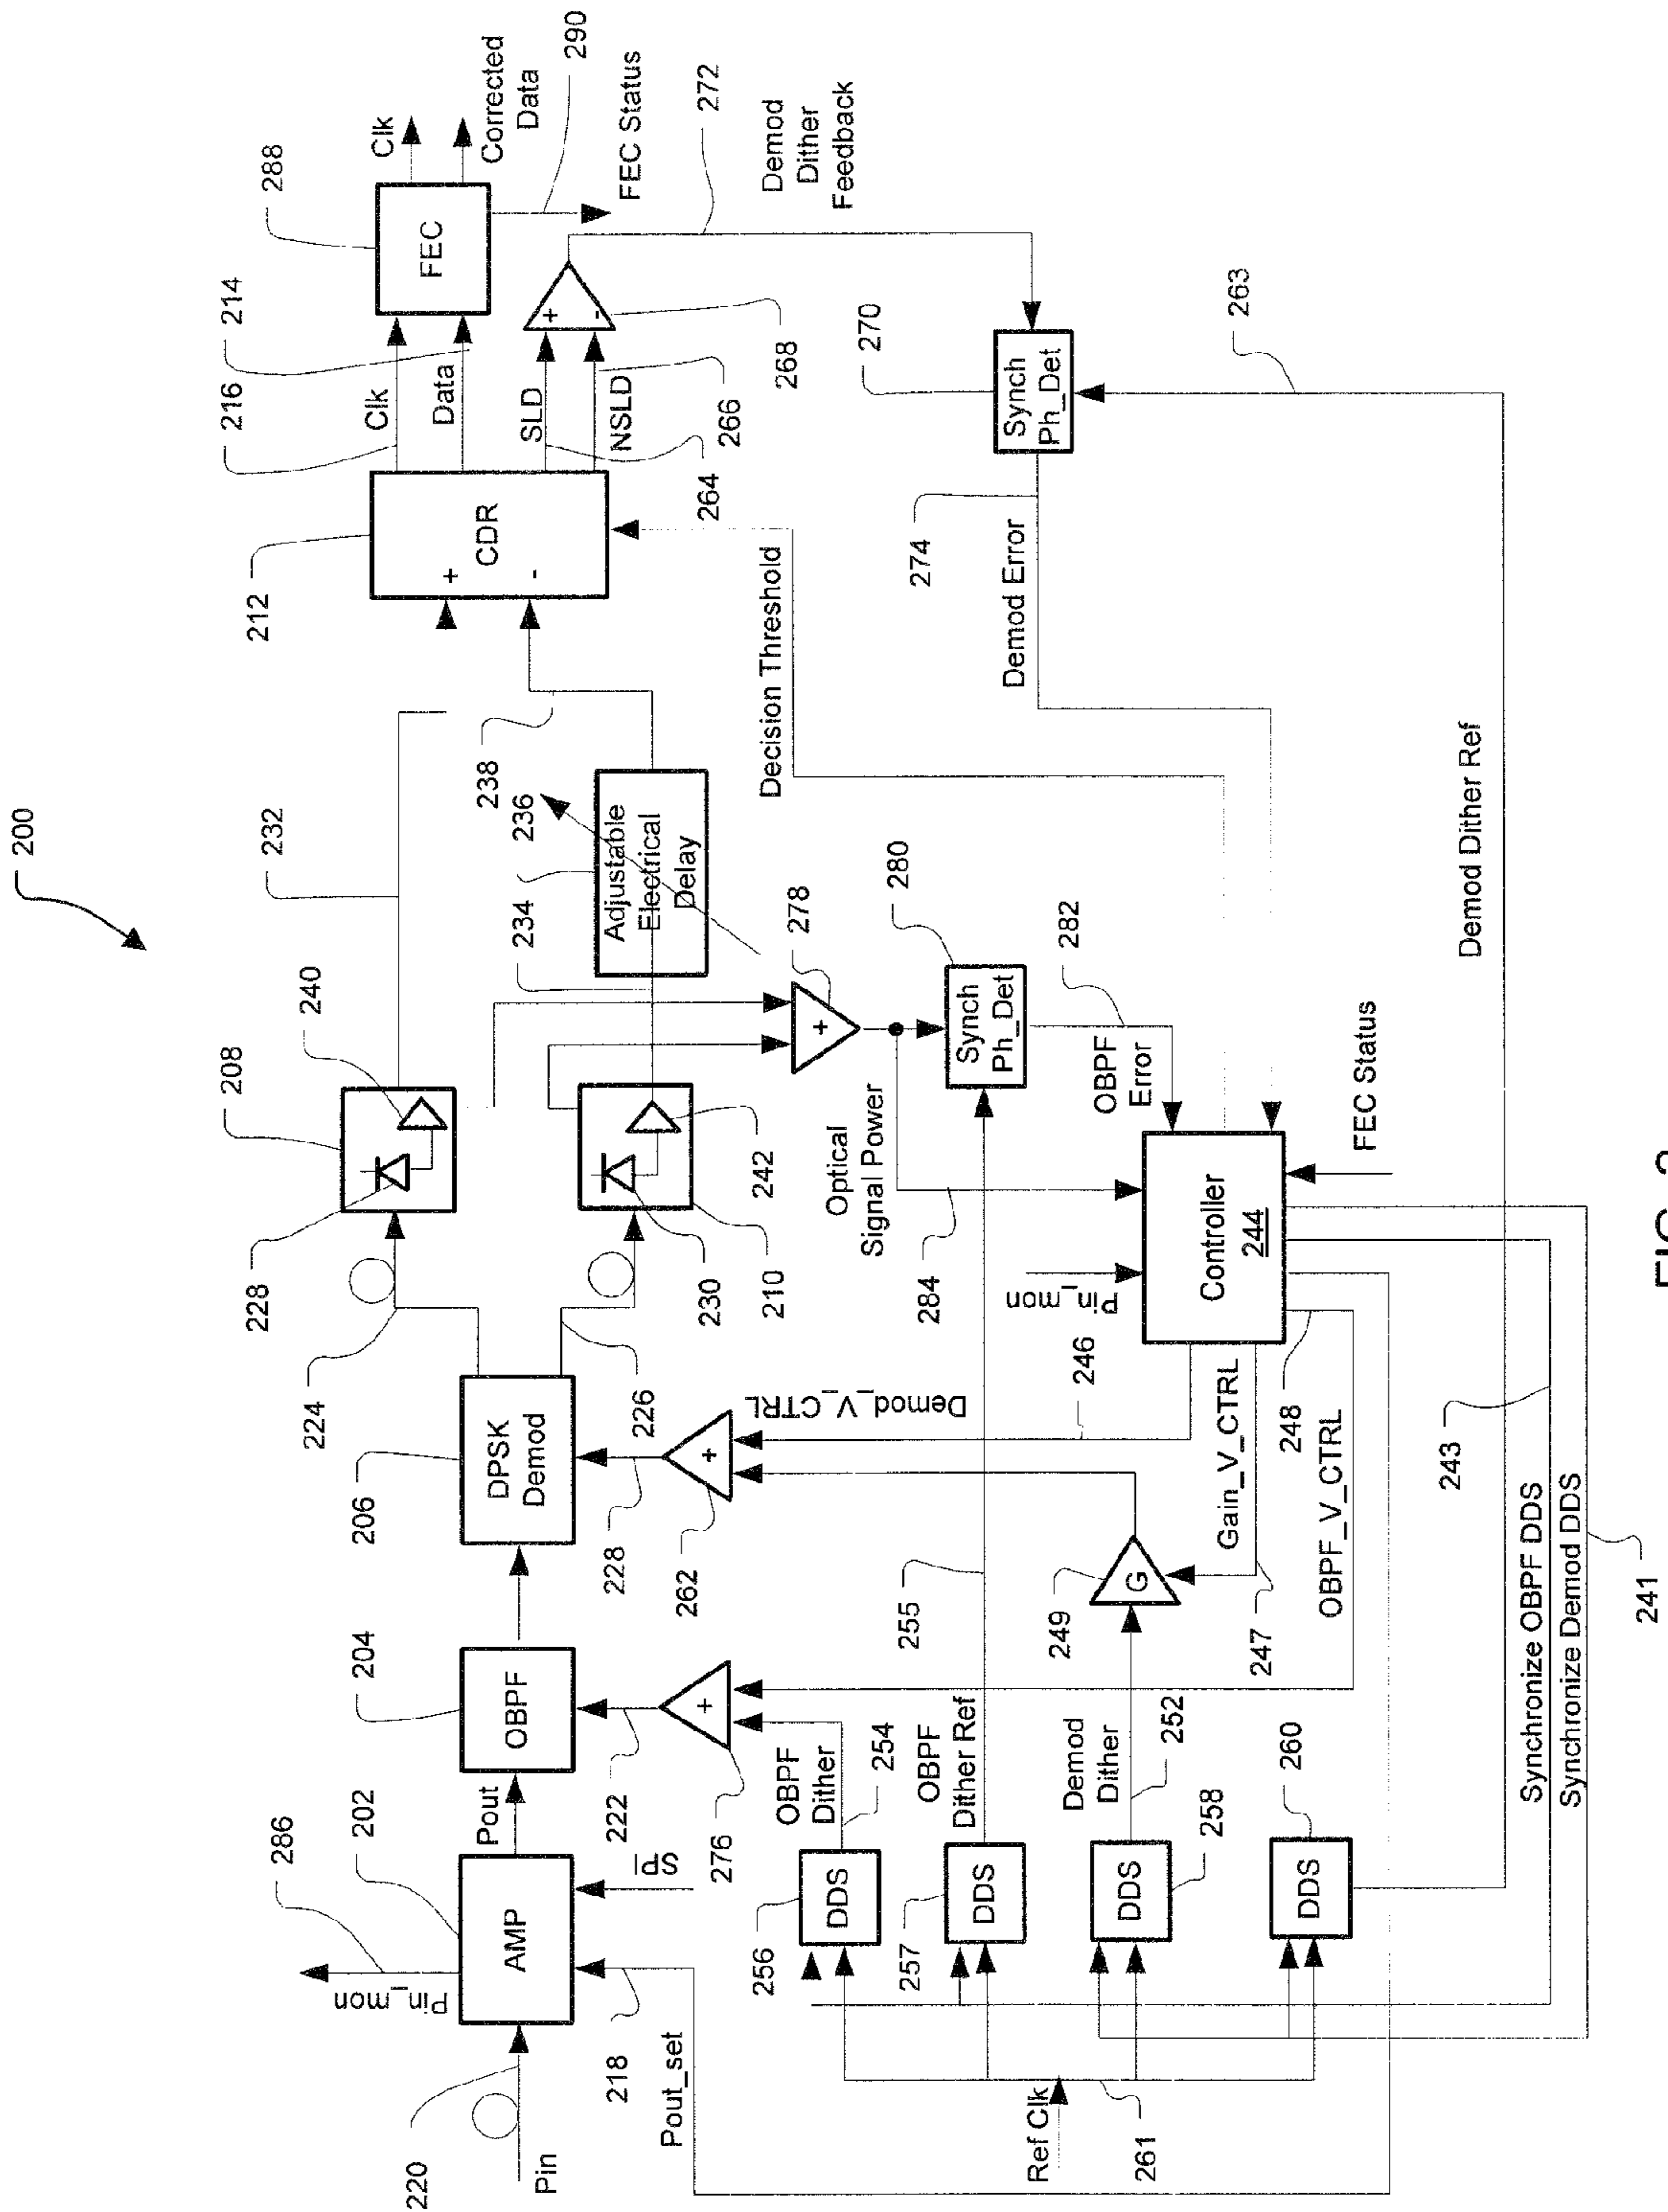 200
286
Pin_mon
202
AMP
Pout
204
OBPF
206
DPSK
Demod
224
228
208
240
232
212
CDR
+
-
216
Clk
214
Data
SLD
NSLD
264
266
268
+
-
288
FEC
Clk
Corrected
Data
290
FEC Status
272
Demod
Dither
Feedback
220
Pin
218
Pout_set
SPI
222
276
+
228
262
+
226
230
210
242
234
236
238
Adjustable
Electrical
Delay
Decision Threshold
278
+
280
Synch
Ph_Det
282
OBPF
Error
Optical
Signal Power
284
270
Synch
Ph_Det
263
274
Demod Error
256
DDS
OBPF
Dither
254
257
DDS
OBPF
Dither Ref
255
Demod_V_CTRL
246
Pin_mon
Controller
244
FEC Status
258
DDS
Demod
Dither
252
249
G
Gain_V_CTRL
247
248
OBPF_V_CTRL
260
DDS
Ref Clk
261
Demod Dither Ref
243
Synchronize OBPF DDS
Synchronize Demod DDS
241